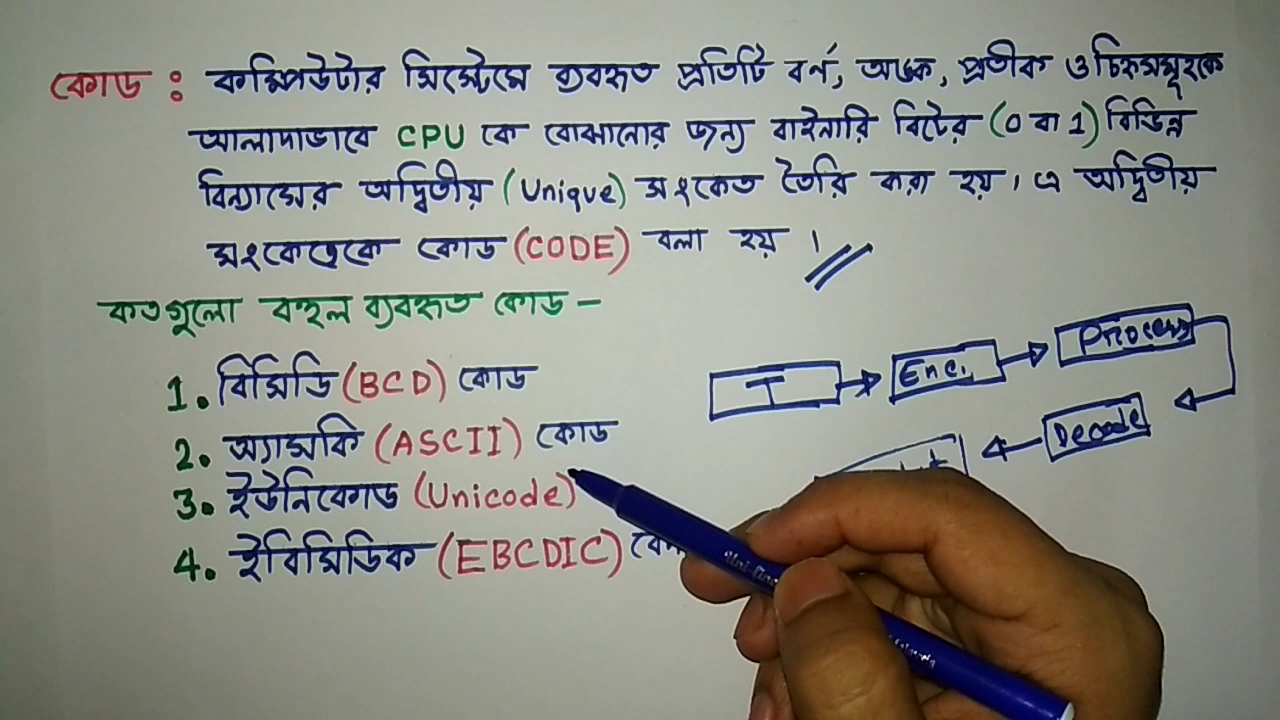 কোড : কম্পিউটার সিস্টেমে ব্যবহৃত প্রতিটি বর্ণ, অঙ্ক, প্রতীক ও চিহ্নসমূহকে
আলাদাভাবে CPU কে বোঝানোর জন্য বাইনারি বিটের (0 বা 1) বিভিন্ন
বিন্যাসের অদ্বিতীয় (Unique) সংকেত তৈরি করা হয়। এ অদ্বিতীয়
সংকেতকে কোড (CODE) বলা হয় ।
কতগুলো বহুল ব্যবহৃত কোড –
1. বিসিডি (BCD) কোড
2. অ্যাসকি (ASCII) কোড
3. ইউনিকোড (Unicode)
4. ইবিসিডিক (EBCDIC)
I
Enc.
Process
Decode
uni-